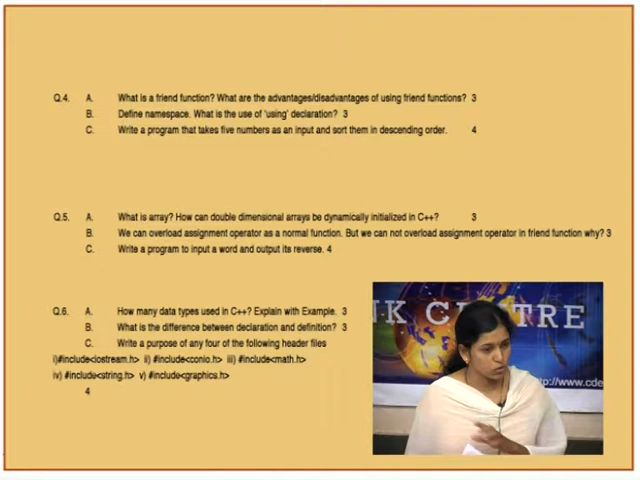 Q.4. A. What is a friend function? What are the advantages/disadvantages of using friend functions? 3
B. Define namespace. What is the use of 'using' declaration? 3
C. Write a program that takes five numbers as an input and sort them in descending order. 4
Q.5. A. What is array? How can double dimensional arrays be dynamically initialized in C++? 3
B. We can overload assignment operator as a normal function. But we can not overload assignment operator in friend function why? 3
C. Write a program to input a word and output its reverse. 4
Q.6. A. How many data types used in C++? Explain with Example. 3
B. What is the difference between declaration and definition? 3
C. Write a purpose of any four of the following header files
i)#include<iostream.h> ii) #include<conio.h> iii) #include<math.h>
iv) #include<string.h> v) #include<graphics.h>
4
NK CENTRE
http://www.cde